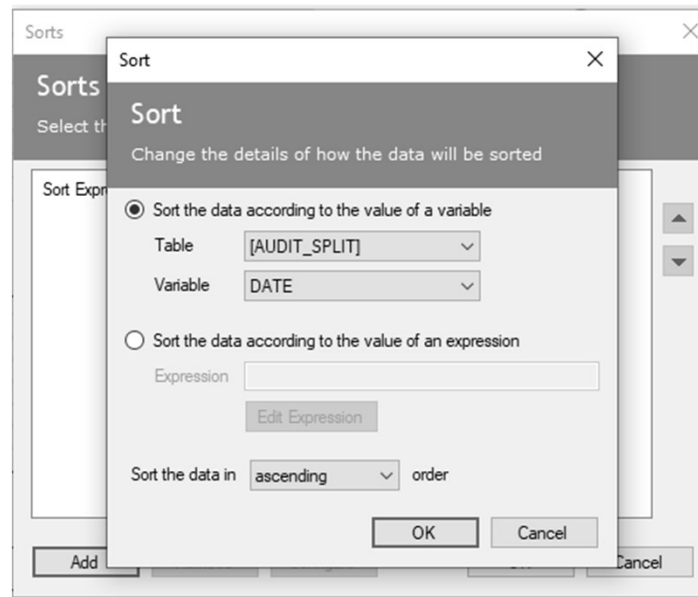 Sorts
Sorts
Select th
Sort Expre
Sort
Sort
Change the details of how the data will be sorted
Sort the data according to the value of a variable
Table [AUDIT_SPLIT]
Variable DATE
Sort the data according to the value of an expression
Expression
Edit Expression
Sort the data in ascending order
OK Cancel
Add Cancel